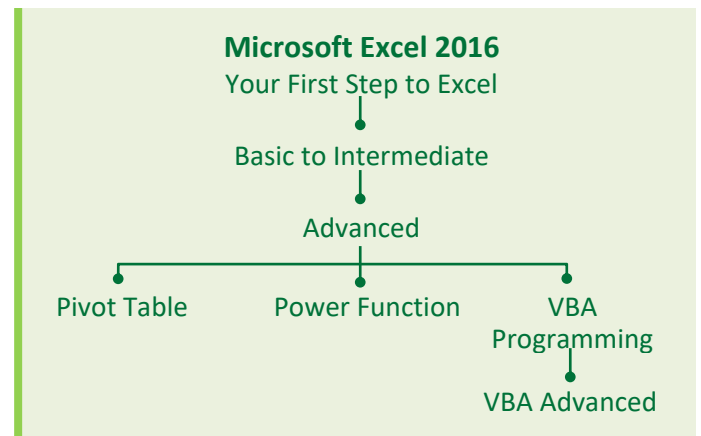 Microsoft Excel 2016
Your First Step to Excel
Basic to Intermediate
Advanced
Pivot Table
Power Function
VBA
Programming
VBA Advanced